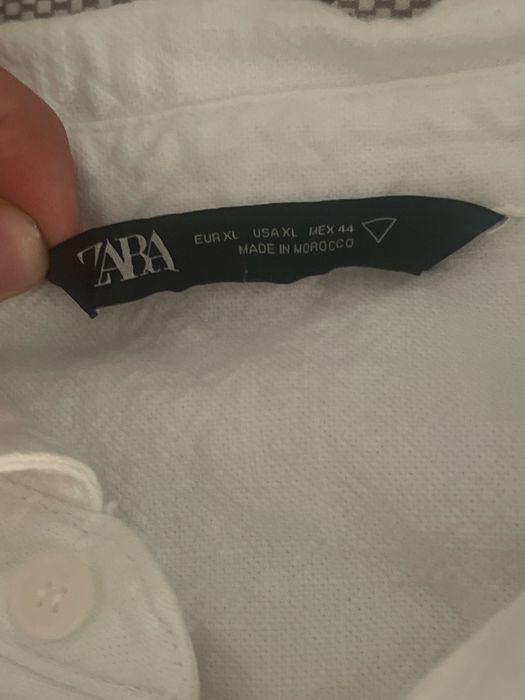 ZARA
EUR XL USA XL MEX 44
MADE IN MOROCCO